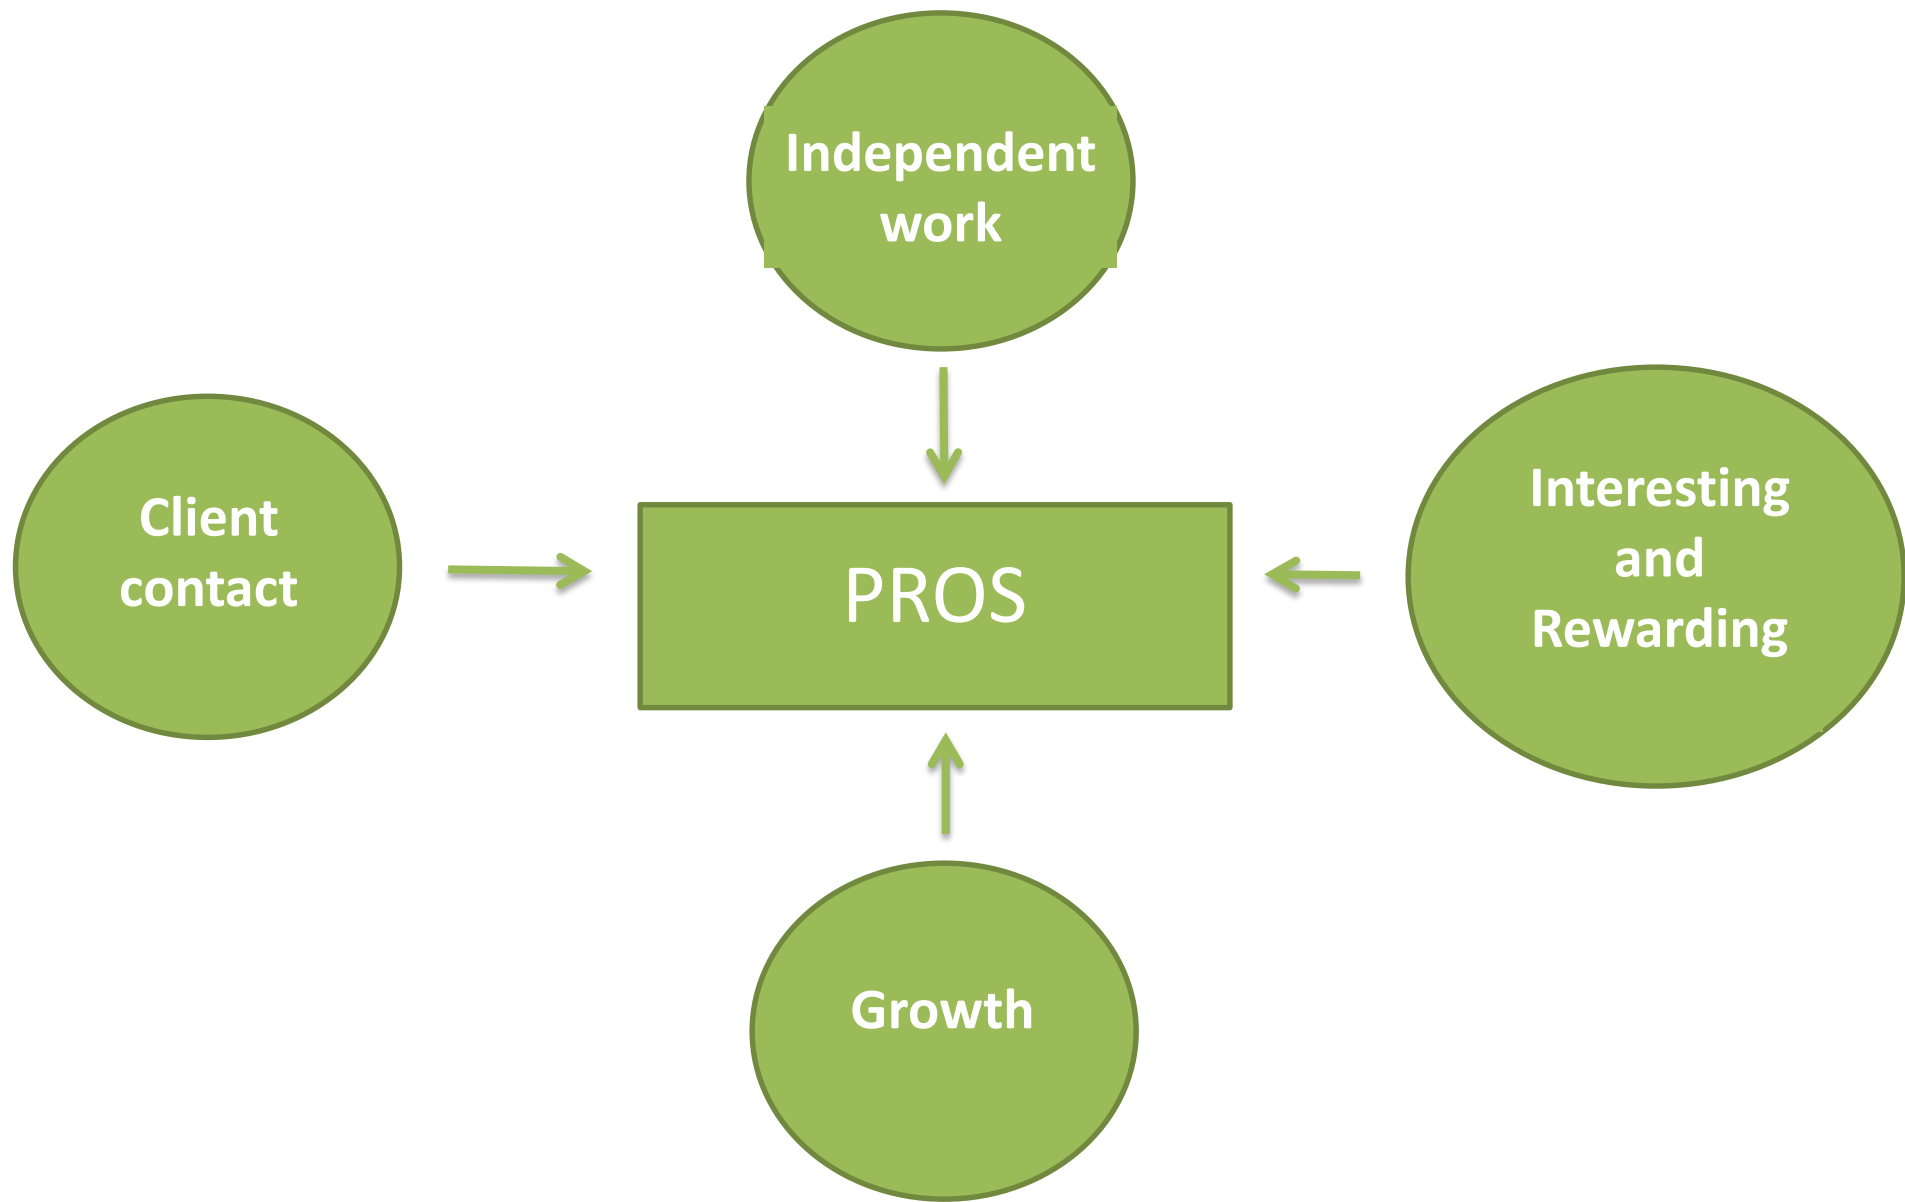 Independent
work
Client
contact
PROS
Interesting
and
Rewarding
Growth